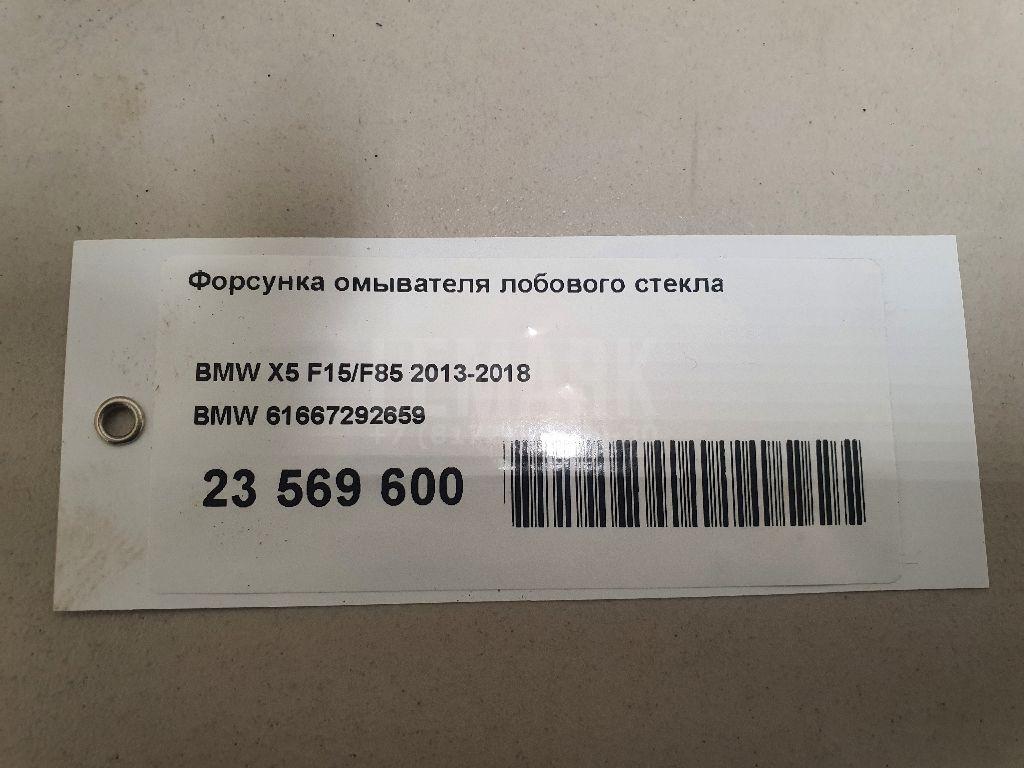 Форсунка омывателя лобового стекла
BMW X5 F15/F85 2013-2018
BMW 61667292659
23 569 600